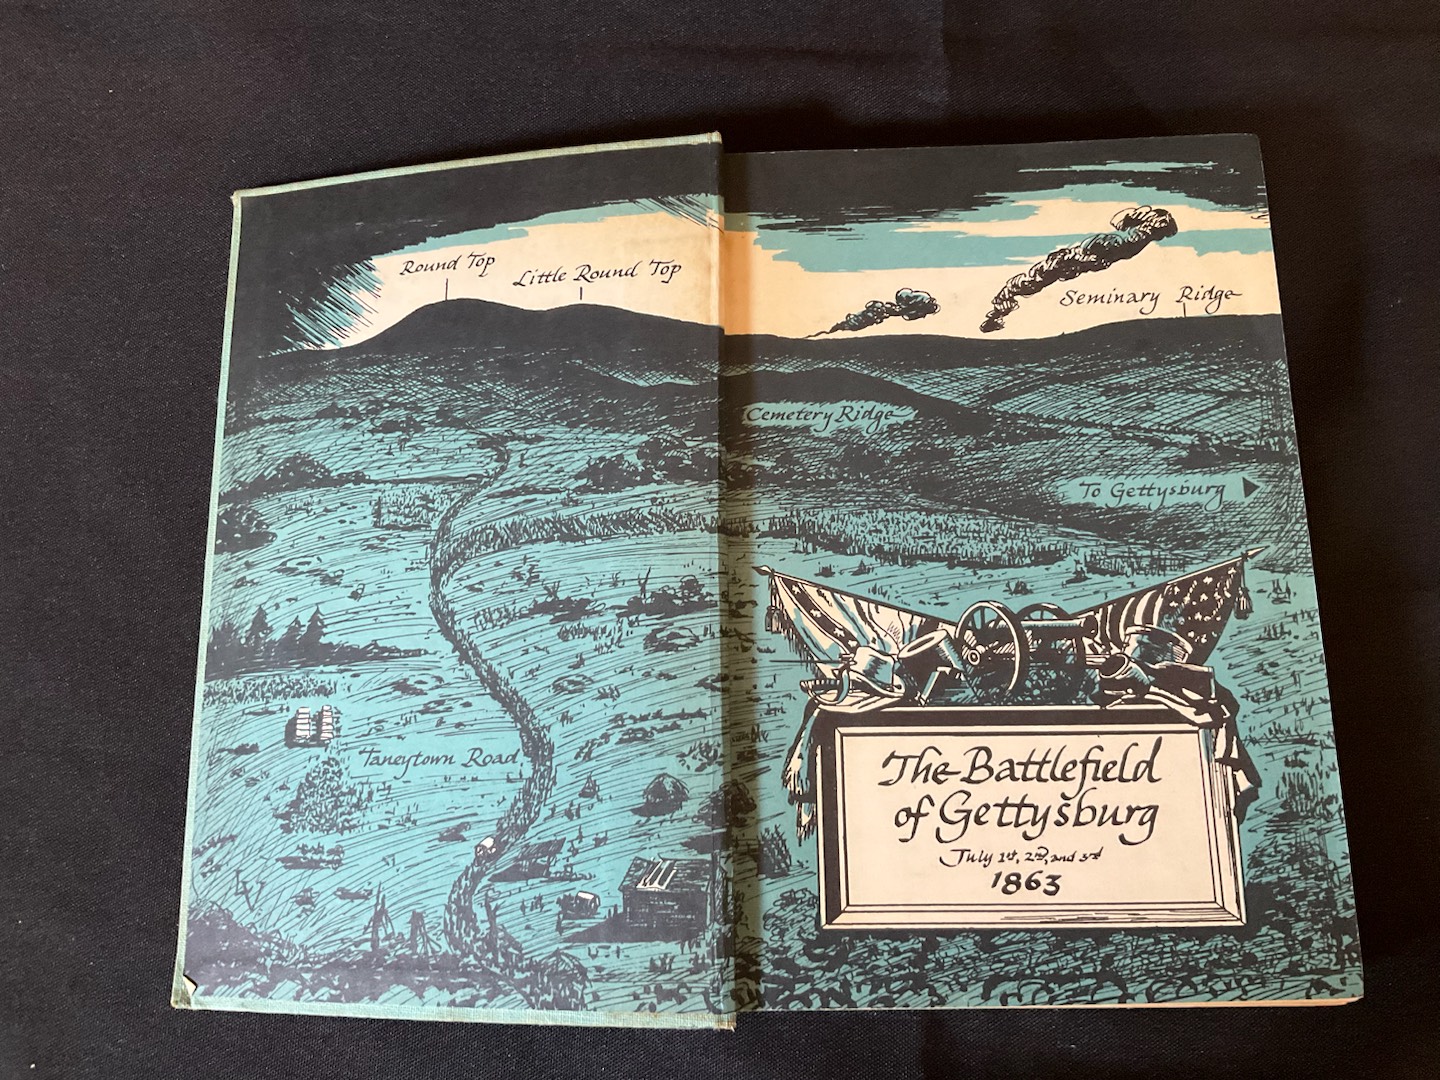 Round Top
Little Round Top
Seminary Ridge
Cemetery Ridge
To Gettysburg
Taneytown Road
The Battlefield
of Gettysburg
July 1st, 2nd, and 3rd
1863